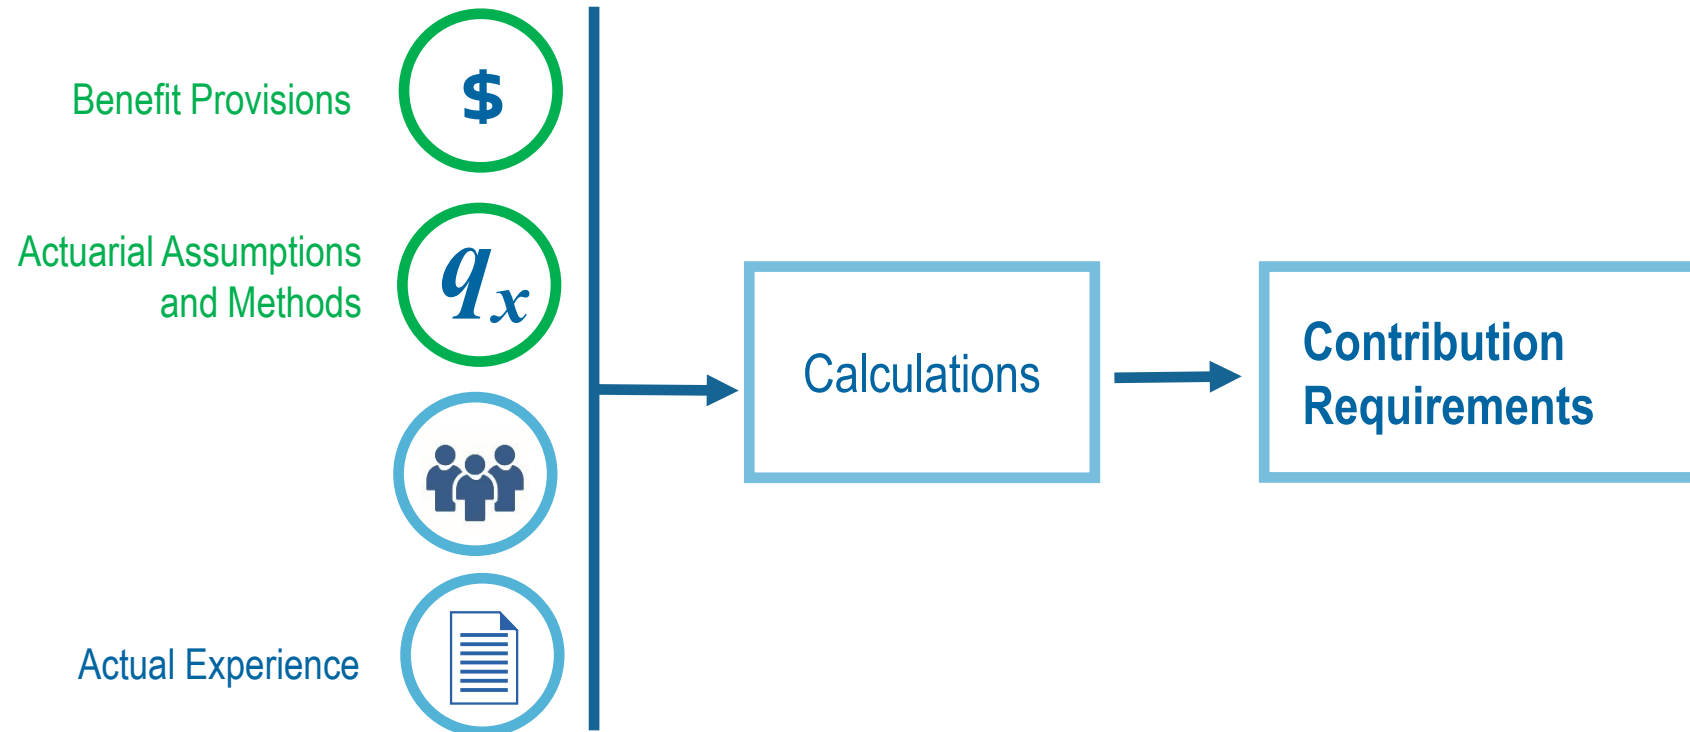 Benefit Provisions
$
Actuarial Assumptions
and Methods
qx
Calculations
Contribution
Requirements
Actual Experience